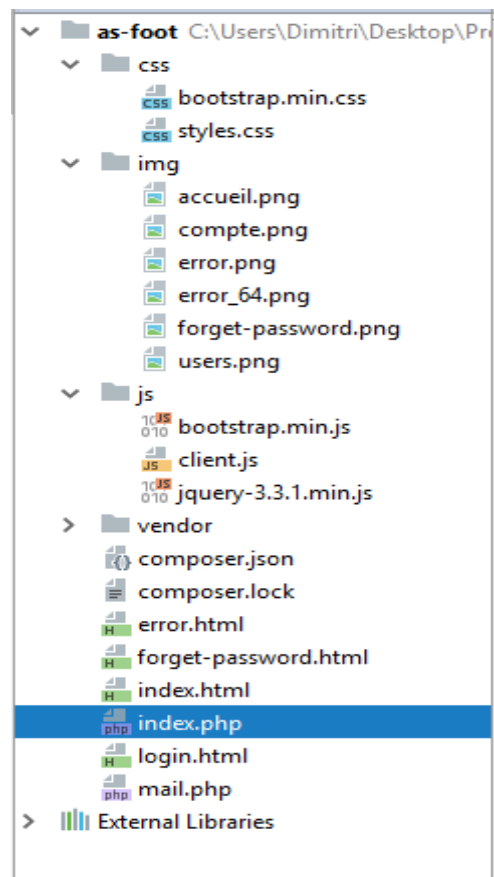 as-foot C:\Users\Dimitri\Desktop\Pr
css
bootstrap.min.css
styles.css
img
accueil.png
compte.png
error.png
error_64.png
forget-password.png
users.png
js
bootstrap.min.js
client.js
jquery-3.3.1.min.js
vendor
composer.json
composer.lock
error.html
forget-password.html
index.html
index.php
login.html
mail.php
External Libraries